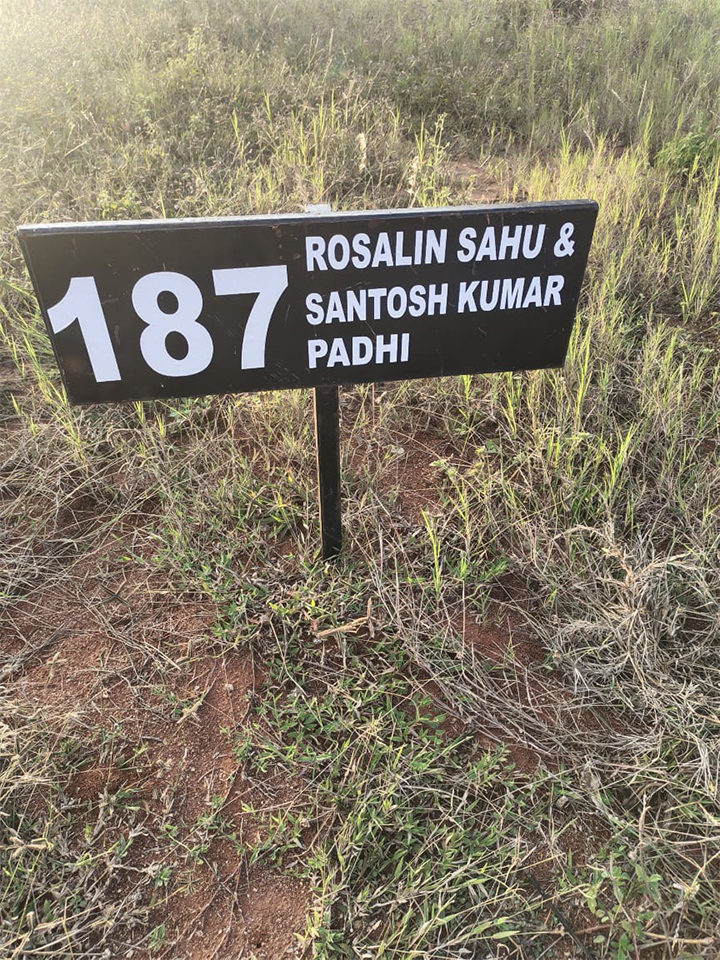 187
ROSALIN SAHU &
SANTOSH KUMAR
PADHI